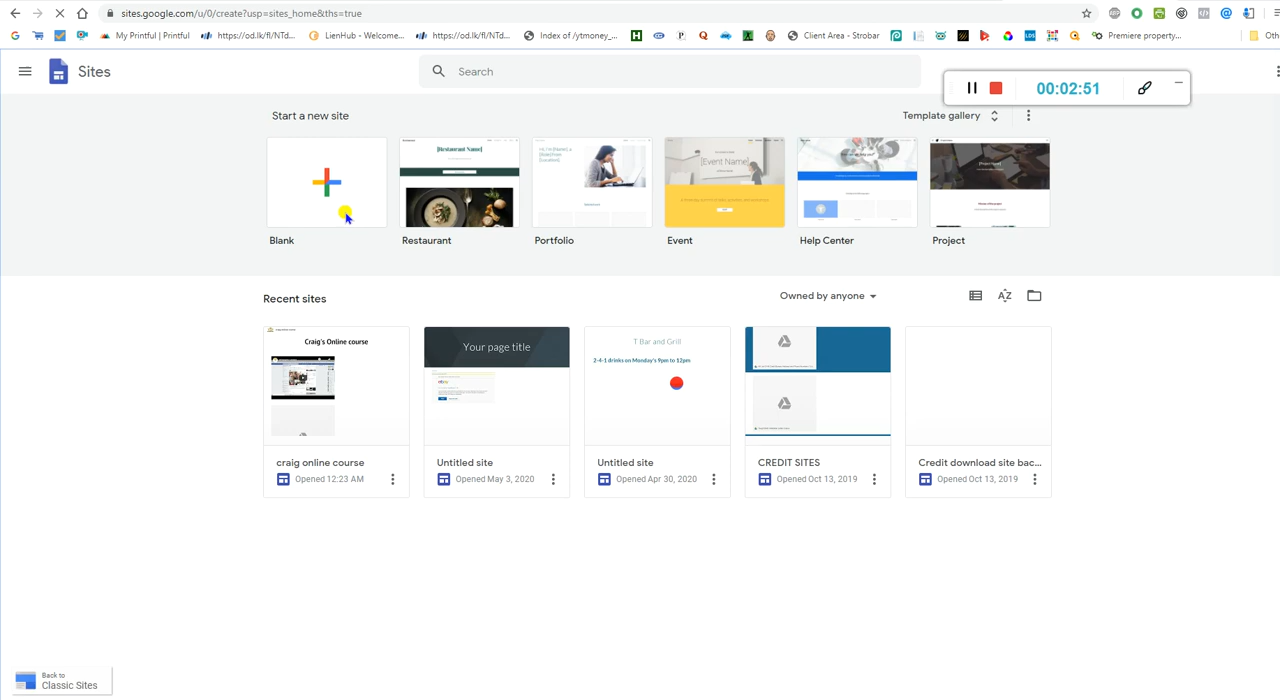 sites.google.com/u/0/create?usp=sites_home&ths=true
My Printful | Printful
https://od.lk/fl/NTd...
LienHub - Welcome...
https://od.lk/fl/NTd...
Index of /ytmoney_...
Client Area - Strobar
Premiere property...
Oth
Sites
Search
00:02:51
Start a new site
Template gallery
[Restaurant Name]
[Event Name]
Blank
Restaurant
Portfolio
Event
Help Center
Project
Recent sites
Owned by anyone
Craig's Online course
Your page title
T Bar and Grill
2-4-1 drinks on Monday's 9pm to 12pm
craig online course
Untitled site
Untitled site
CREDIT SITES
Credit download site bac...
Opened 12:23 AM
Opened May 3, 2020
Opened Apr 30, 2020
Opened Oct 13, 2019
Opened Oct 13, 2019
Back to
Classic Sites